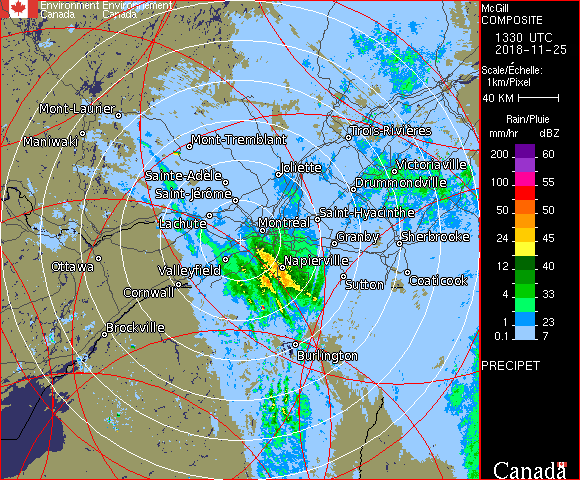 Environment Environnement
Canada Canada
McGill
COMPOSITE
1330 UTC
2018-11-25
Scale/Échelle:
1km/Pixel
40 KM
Rain/Pluie
mm/hr dBZ
200 60
100 55
50 50
24 45
12 40
4 33
1 23
0.1 7
PRECIPET
Canada
Mont-Laurier
Maniwaki
Mont-Tremblant
Trois-Rivières
Joliette
Victoriaville
Sainte-Adèle
Drummondville
Saint-Jérôme
Lachute
Saint-Hyacinthe
Montréal
Granby
Sherbrooke
Ottawa
Valleyfield
Napierville
Coaticook
Sutton
Cornwall
Brockville
Burlington